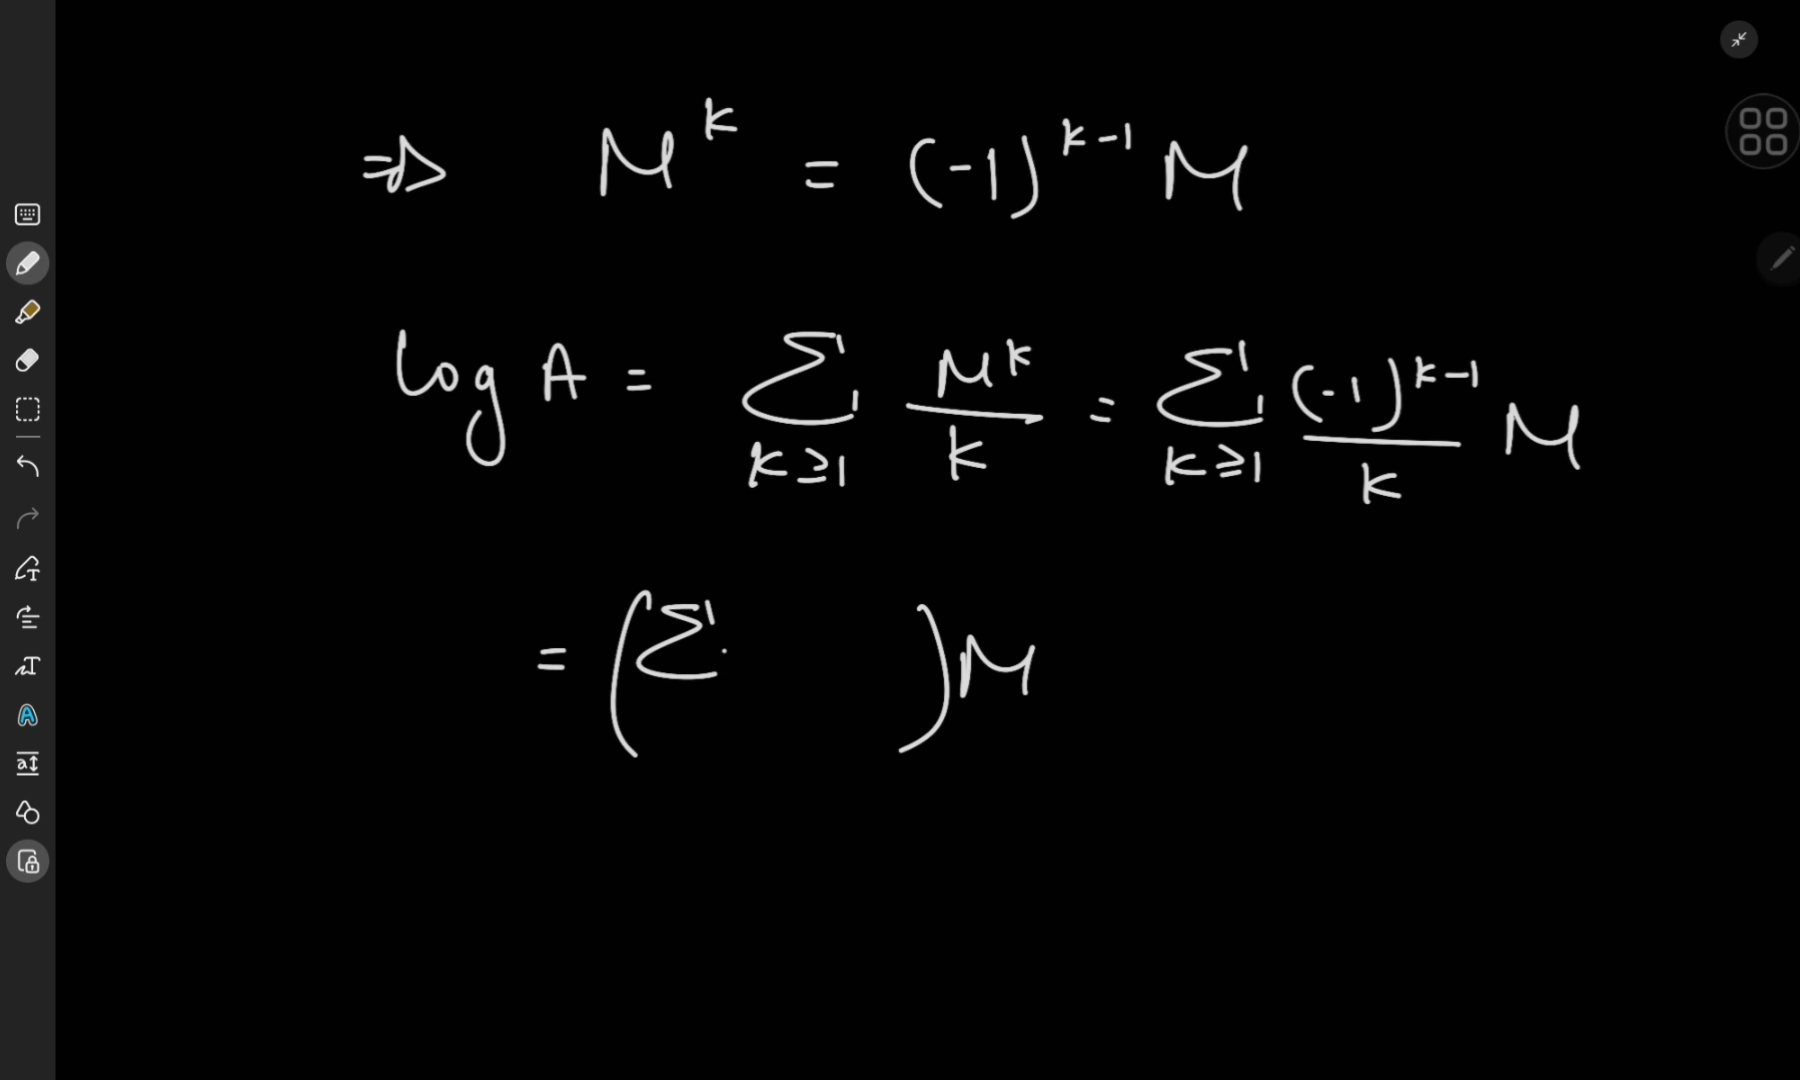 ⇒ M^k = (-1)^{k-1} M
log A = Σ_{k≥1} M^k / k = Σ_{k≥1} (-1)^{k-1} / k M
= (Σ ) M